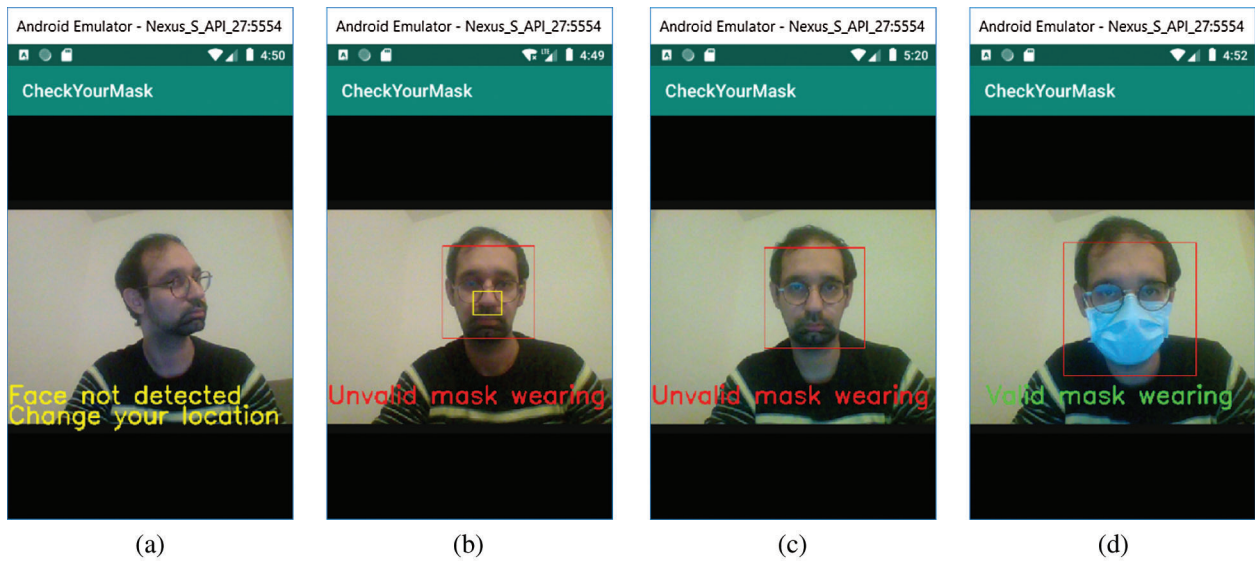 Android Emulator - Nexus_S_API_27:5554
4:50
CheckYourMask
Face not detected
Change your location
(a)
Android Emulator - Nexus_S_API_27:5554
LTE
4:49
CheckYourMask
Unvalid mask wearing
(b)
Android Emulator - Nexus_S_API_27:5554
5:20
CheckYourMask
Unvalid mask wearing
(c)
Android Emulator - Nexus_S_API_27:5554
4:52
CheckYourMask
Valid mask wearing
(d)